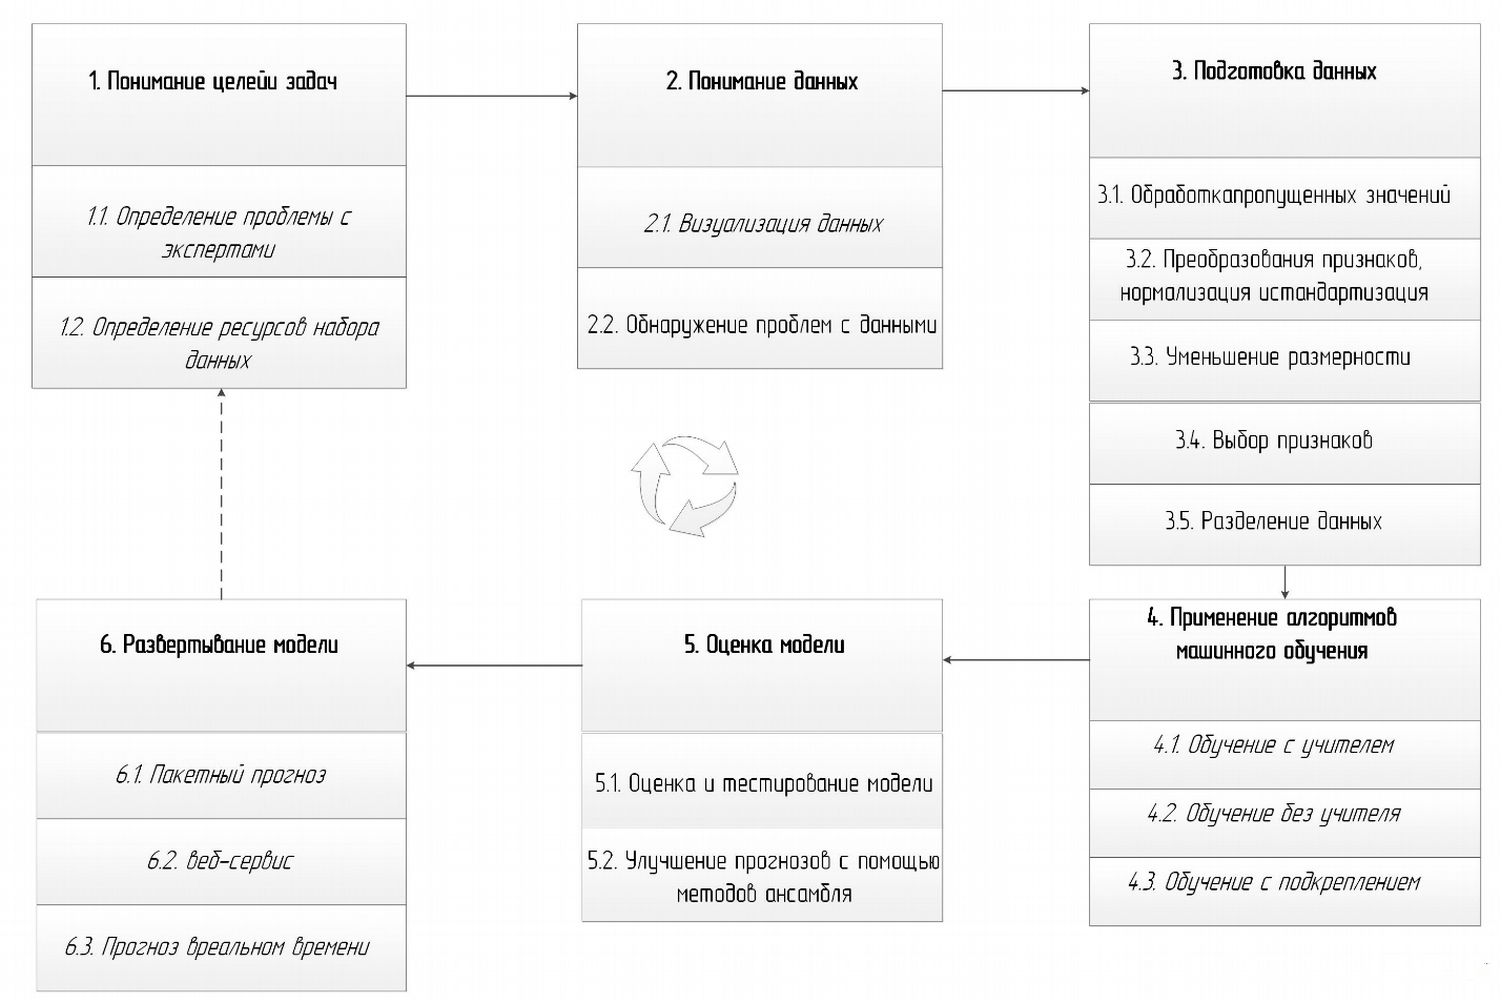 1. Понимание целейи задач
1.1. Определение проблемы с
экспертами
1.2. Определение ресурсов набора
данных
2. Понимание данных
2.1. Визуализация данных
2.2. Обнаружение проблем с данными
3. Подготовка данных
3.1. Обработкапропущенных значений
3.2. Преобразования признаков,
нормализация истандартизация
3.3. Уменьшение размерности
3.4. Выбор признаков
3.5. Разделение данных
4. Применение алгоритмов
машинного обучения
4.1. Обучение с учителем
4.2. Обучение без учителя
4.3. Обучение с подкреплением
5. Оценка модели
5.1. Оценка и тестирование модели
5.2. Улучшение прогнозов с помощью
методов ансамбля
6. Развертывание модели
6.1. Пакетный прогноз
6.2. веб-сервис
6.3. Прогноз вреальном времени